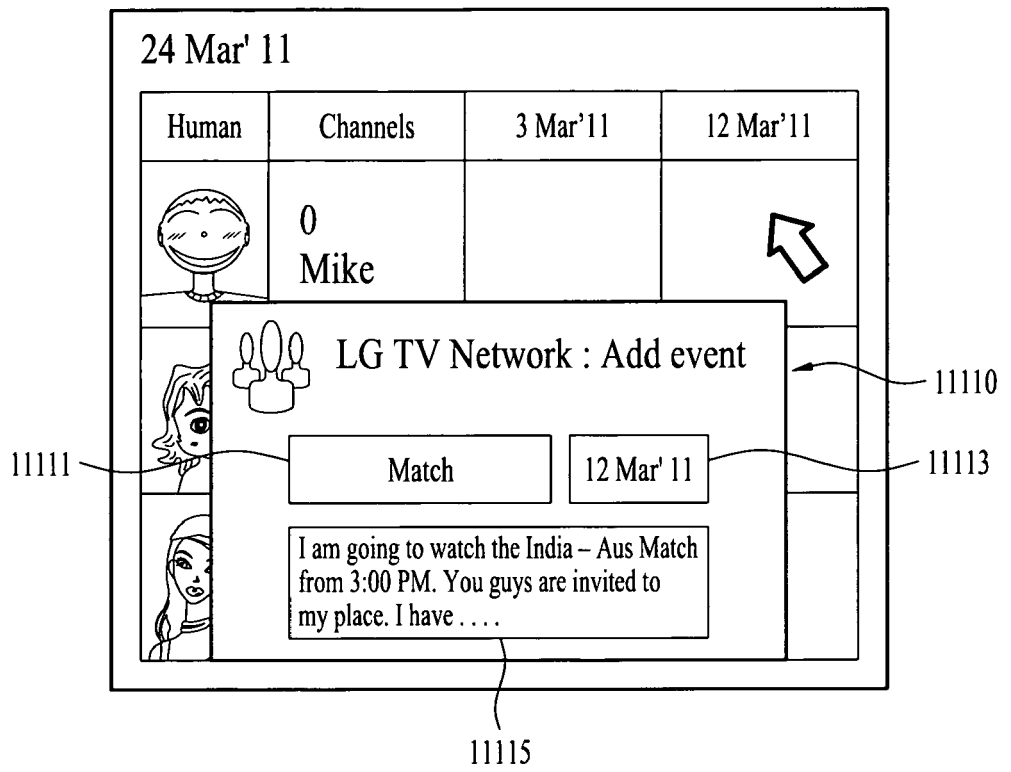 24 Mar' 11
Human Channels 3 Mar'11 12 Mar'11
0
Mike
LG TV Network : Add event
11110
11111
Match
12 Mar' 11
11113
I am going to watch the India – Aus Match
from 3:00 PM. You guys are invited to
my place. I have . . . .
11115